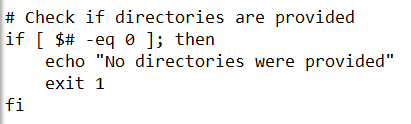 # Check if directories are provided
if [ $# -eq 0 ]; then
    echo "No directories were provided"
    exit 1
fi